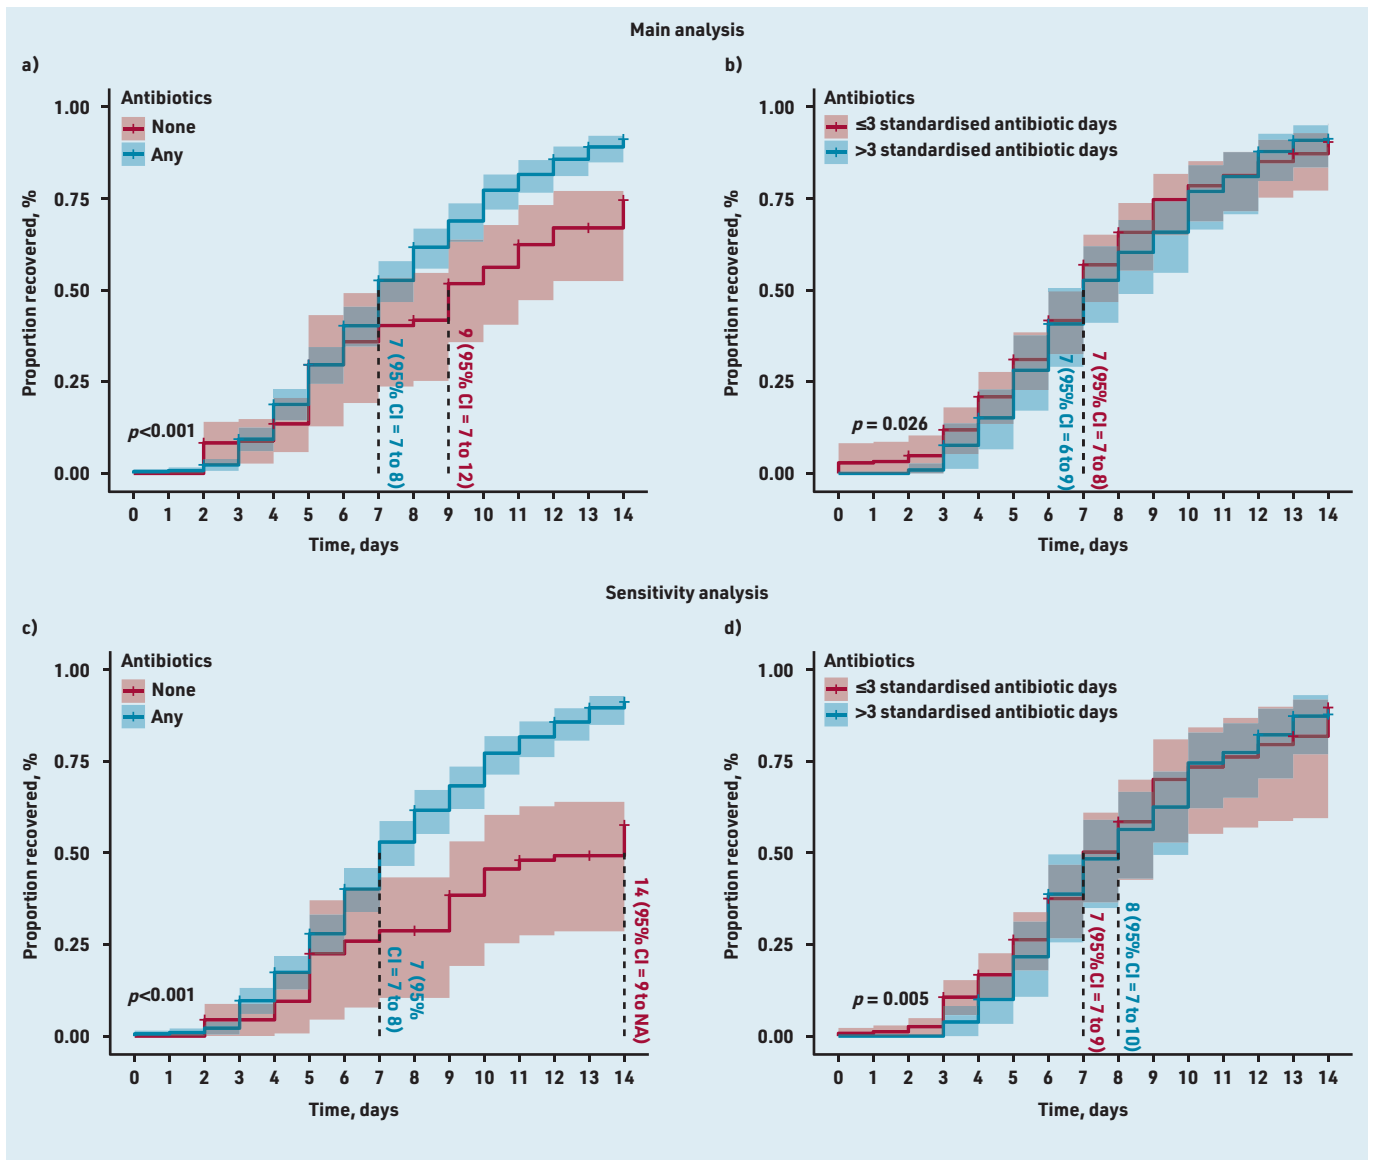 Main analysis
a)
Antibiotics
None
Any
1.00
0.75
0.50
0.25
0.00
Proportion recovered, %
p<0.001
7 (95% CI = 7 to 8)
9 (95% CI = 7 to 12)
0 1 2 3 4 5 6 7 8 9 10 11 12 13 14
Time, days
b)
Antibiotics
≤3 standardised antibiotic days
>3 standardised antibiotic days
1.00
0.75
0.50
0.25
0.00
Proportion recovered, %
p = 0.026
7 (95% CI = 6 to 9)
7 (95% CI = 7 to 8)
0 1 2 3 4 5 6 7 8 9 10 11 12 13 14
Time, days
Sensitivity analysis
c)
Antibiotics
None
Any
1.00
0.75
0.50
0.25
0.00
Proportion recovered, %
p<0.001
7 (95%
CI = 7 to 8)
14 (95% CI = 9 to NA)
0 1 2 3 4 5 6 7 8 9 10 11 12 13 14
Time, days
d)
Antibiotics
≤3 standardised antibiotic days
>3 standardised antibiotic days
1.00
0.75
0.50
0.25
0.00
Proportion recovered, %
p = 0.005
7 (95% CI = 7 to 9)
8 (95% CI = 7 to 10)
0 1 2 3 4 5 6 7 8 9 10 11 12 13 14
Time, days